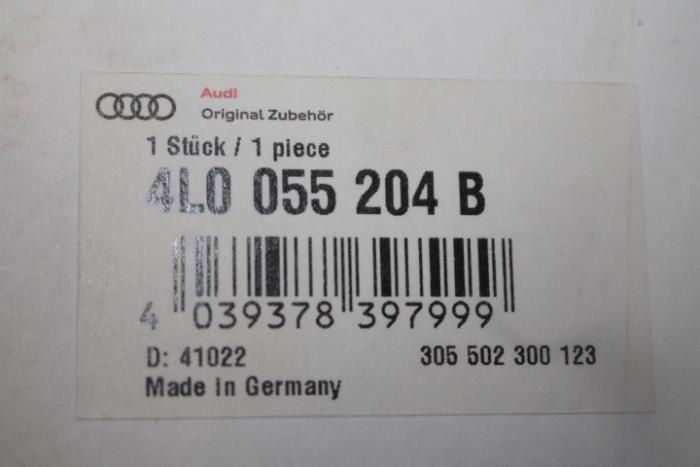 Audi
Original Zubehör
1 Stück / 1 piece
4L0 055 204 B
4 039378 397999
D: 41022 305 502 300 123
Made in Germany